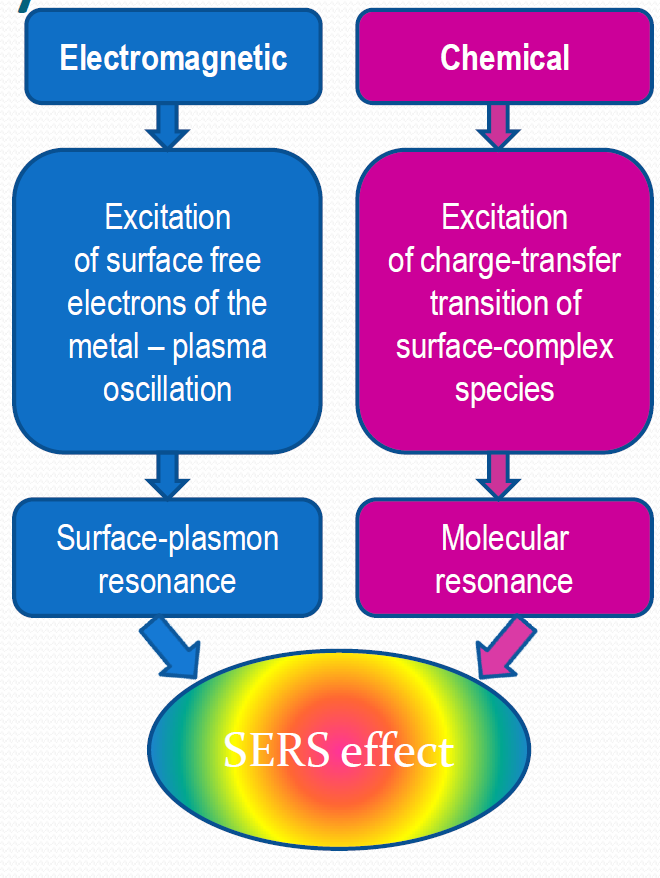 Electromagnetic
Excitation
of surface free
electrons of the
metal – plasma
oscillation
Surface-plasmon
resonance
Chemical
Excitation
of charge-transfer
transition of
surface-complex
species
Molecular
resonance
SERS effect